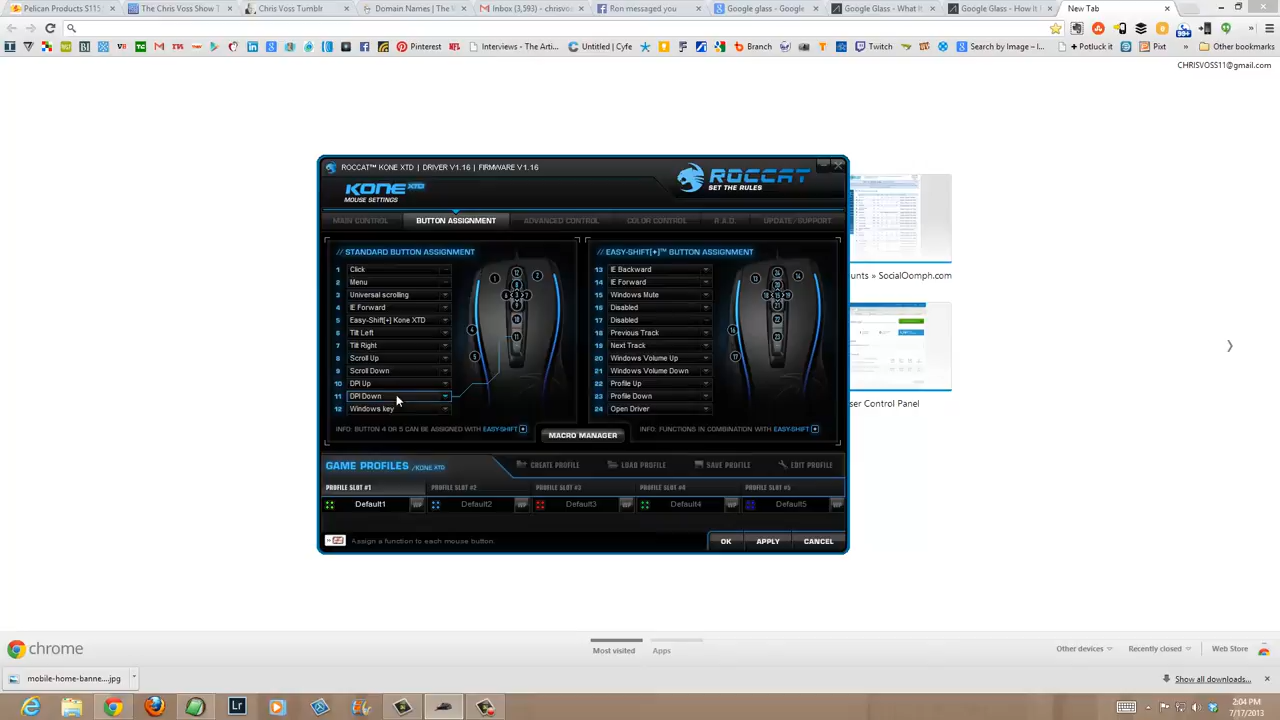 Pelican Products S115
The Chris Voss Show T
Chris Voss Tumblr
Domain Names | The W
Inbox (3,593) - chrisvos
Ron messaged you
Google glass - Google
Google Glass - What It
Google Glass - How It
New Tab
Pinterest
Interviews - The Arti...
Untitled | Cyfe
Branch
Twitch
Search by Image - I...
Potluck it
Pixt
Other bookmarks
CHRISVOSS11@gmail.com
ROCCAT™ KONE XTD | DRIVER V1.16 | FIRMWARE V1.16
KONE XTD
MOUSE SETTINGS
ROCCAT
SET THE RULES
MAIN CONTROL
BUTTON ASSIGNMENT
ADVANCED CONTROL
COLOR CONTROL
R.A.D.
UPDATE/SUPPORT
// STANDARD BUTTON ASSIGNMENT
1 Click
2 Menu
3 Universal scrolling
4 IE Forward
5 Easy-Shift[+] Kone XTD
6 Tilt Left
7 Tilt Right
8 Scroll Up
9 Scroll Down
10 DPI Up
11 DPI Down
12 Windows key
INFO: BUTTON 4 OR 5 CAN BE ASSIGNED WITH EASY-SHIFT
// EASY-SHIFT[+]™ BUTTON ASSIGNMENT
13 IE Backward
14 IE Forward
15 Windows Mute
16 Disabled
17 Disabled
18 Previous Track
19 Next Track
20 Windows Volume Up
21 Windows Volume Down
22 Profile Up
23 Profile Down
24 Open Driver
INFO: FUNCTIONS IN COMBINATION WITH EASY-SHIFT
MACRO MANAGER
GAME PROFILES /KONE XTD
CREATE PROFILE
LOAD PROFILE
SAVE PROFILE
EDIT PROFILE
PROFILE SLOT #1
PROFILE SLOT #2
PROFILE SLOT #3
PROFILE SLOT #4
PROFILE SLOT #5
Default1
Default2
Default3
Default4
Default5
Assign a function to each mouse button.
OK
APPLY
CANCEL
unts » SocialOomph.com
ser Control Panel
chrome
Most visited
Apps
Other devices
Recently closed
Web Store
mobile-home-banne....jpg
Show all downloads...
2:04 PM
7/17/2013